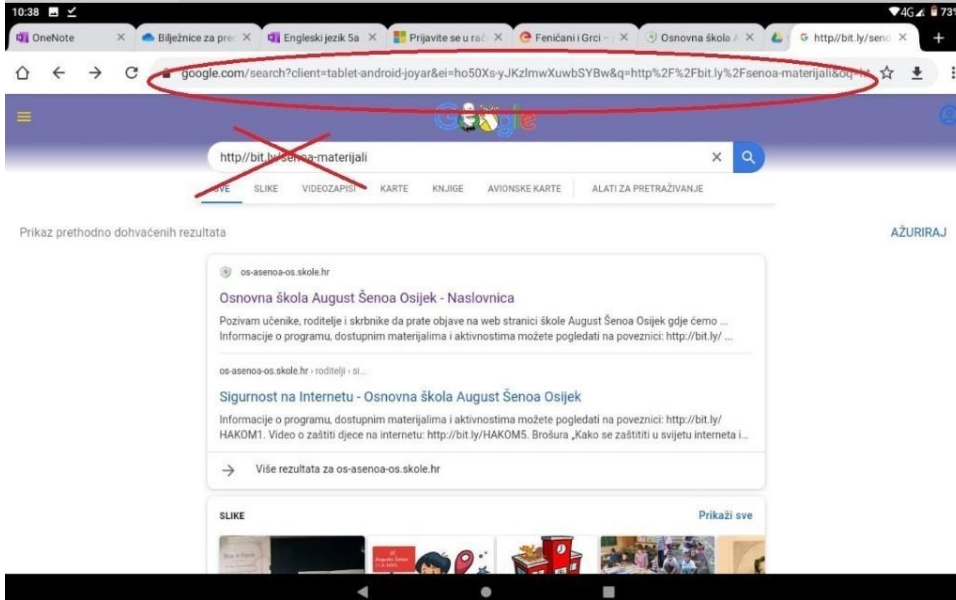 10:38
4G 73%
OneNote
Bilježnice za pre
Engleski jezik 5a
Prijavite se u rač
Feničani i Grci –
Osnovna škola A
http//bit.ly/seno
google.com/search?client=tablet-android-joyar&ei=ho50Xs-yJKzlmwXuwbSYBw&q=http%2F%2Fbit.ly%2Fsenoa-materijali&oq=
Google
http//bit.ly/senoa-materijali
SVE SLIKE VIDEOZAPISI KARTE KNJIGE AVIONSKE KARTE ALATI ZA PRETRAŽIVANJE
Prikaz prethodno dohvaćenih rezultata
AŽURIRAJ
os-asenoa-os.skole.hr
Osnovna škola August Šenoa Osijek - Naslovnica
Pozivam učenike, roditelje i skrbnike da prate objave na web stranici škole August Šenoa Osijek gdje ćemo ...
Informacije o programu, dostupnim materijalima i aktivnostima možete pogledati na poveznici: http://bit.ly/ ...
os-asenoa-os.skole.hr › roditelji › si...
Sigurnost na Internetu - Osnovna škola August Šenoa Osijek
Informacije o programu, dostupnim materijalima i aktivnostima možete pogledati na poveznici: http://bit.ly/
HAKOM1. Video o zaštiti djece na internetu: http://bit.ly/HAKOM5. Brošura „Kako se zaštititi u svijetu interneta i...
Više rezultata za os-asenoa-os.skole.hr
SLIKE
Prikaži sve